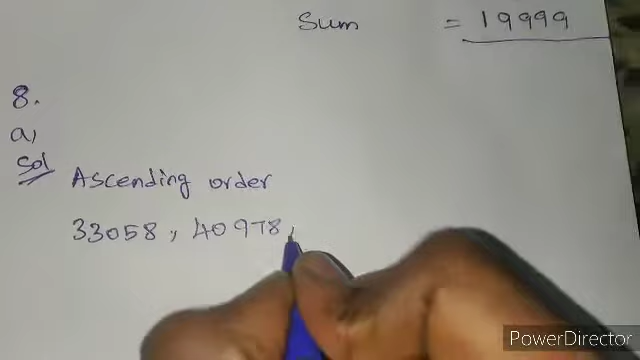 Sum = 19999
8.
a,
Sol
Ascending order
33058, 40978,
PowerDirector